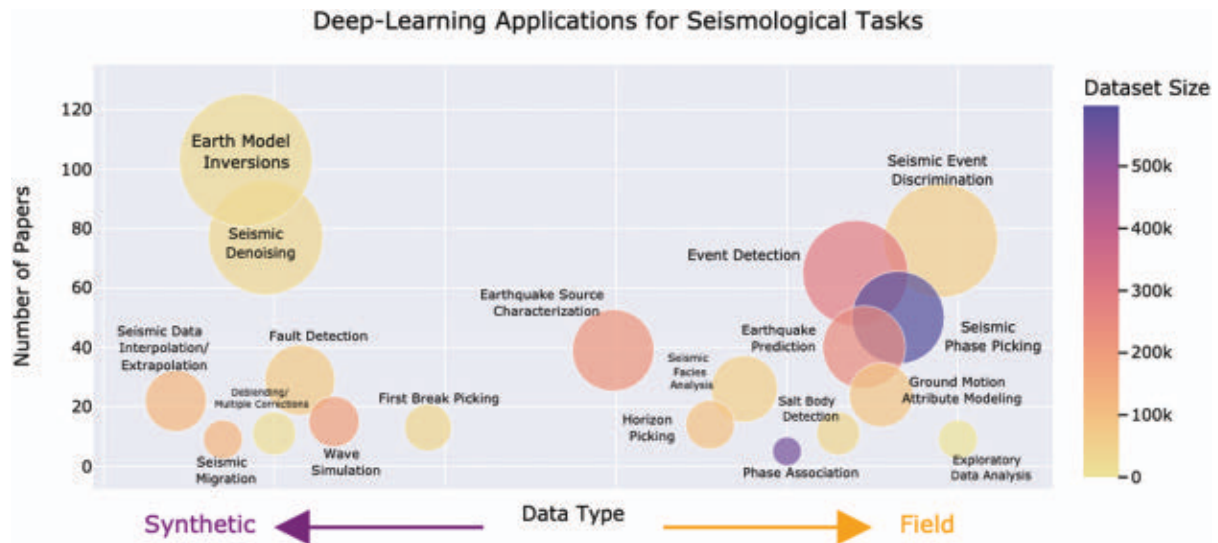 Deep-Learning Applications for Seismological Tasks
Number of Papers
120
100
80
60
40
20
0
Earth Model
Inversions
Seismic
Denoising
Seismic Data
Interpolation/
Extrapolation
Fault Detection
Deblending/
Multiple Corrections
First Break Picking
Seismic
Migration
Wave
Simulation
Earthquake Source
Characterization
Seismic Event
Discrimination
Event Detection
Earthquake
Prediction
Seismic
Phase Picking
Seismic
Facies
Analysis
Ground Motion
Attribute Modeling
Salt Body
Detection
Horizon
Picking
Phase Association
Exploratory
Data Analysis
Dataset Size
500k
400k
300k
200k
100k
0
Synthetic
Data Type
Field